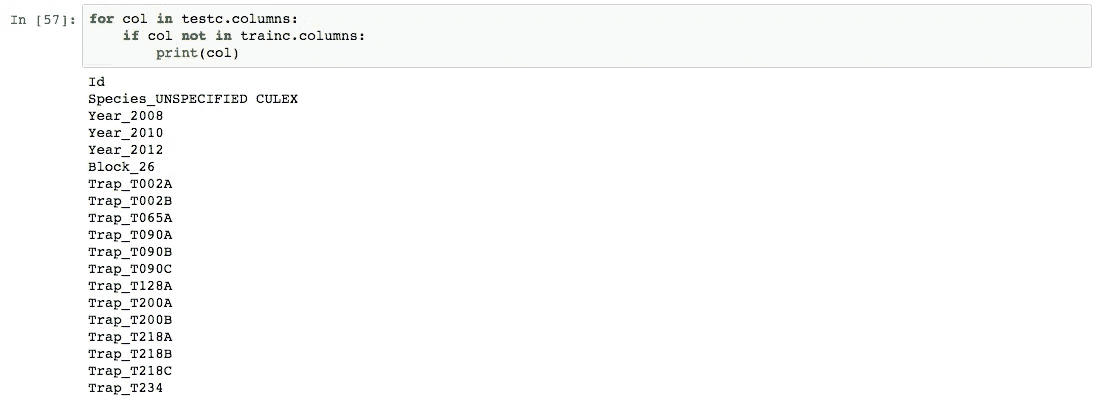 In [57]: for col in testc.columns:
if col not in trainc.columns:
print(col)
Id
Species_UNSPECIFIED CULEX
Year_2008
Year_2010
Year_2012
Block_26
Trap_T002A
Trap_T002B
Trap_T065A
Trap_T090A
Trap_T090B
Trap_T090C
Trap_T128A
Trap_T200A
Trap_T200B
Trap_T218A
Trap_T218B
Trap_T218C
Trap_T234